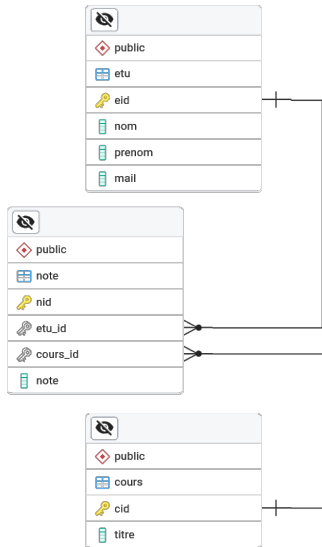 public
etu
eid
nom
prenom
mail
public
note
nid
etu_id
cours_id
note
public
cours
cid
titre